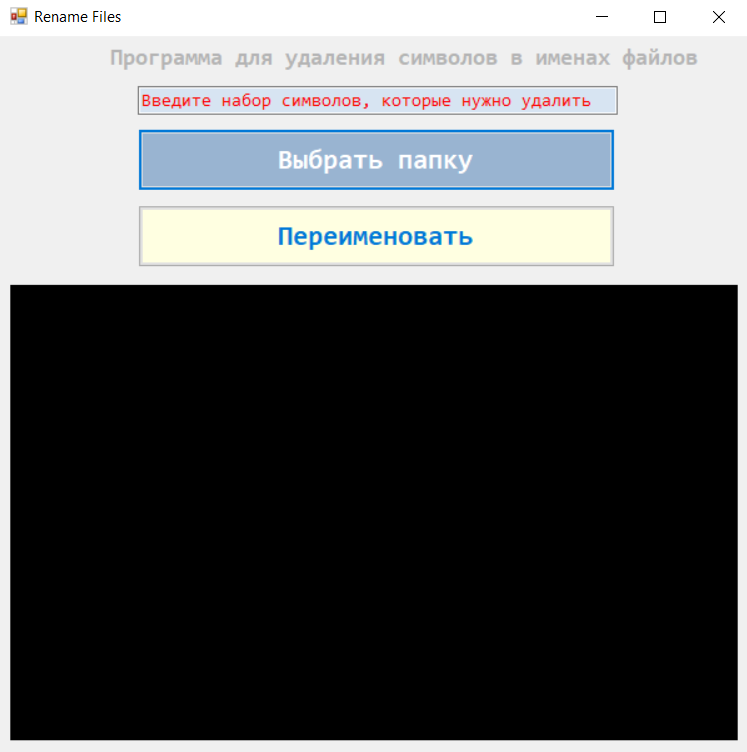 Rename Files
Программа для удаления символов в именах файлов
Введите набор символов, которые нужно удалить
Выбрать папку
Переименовать